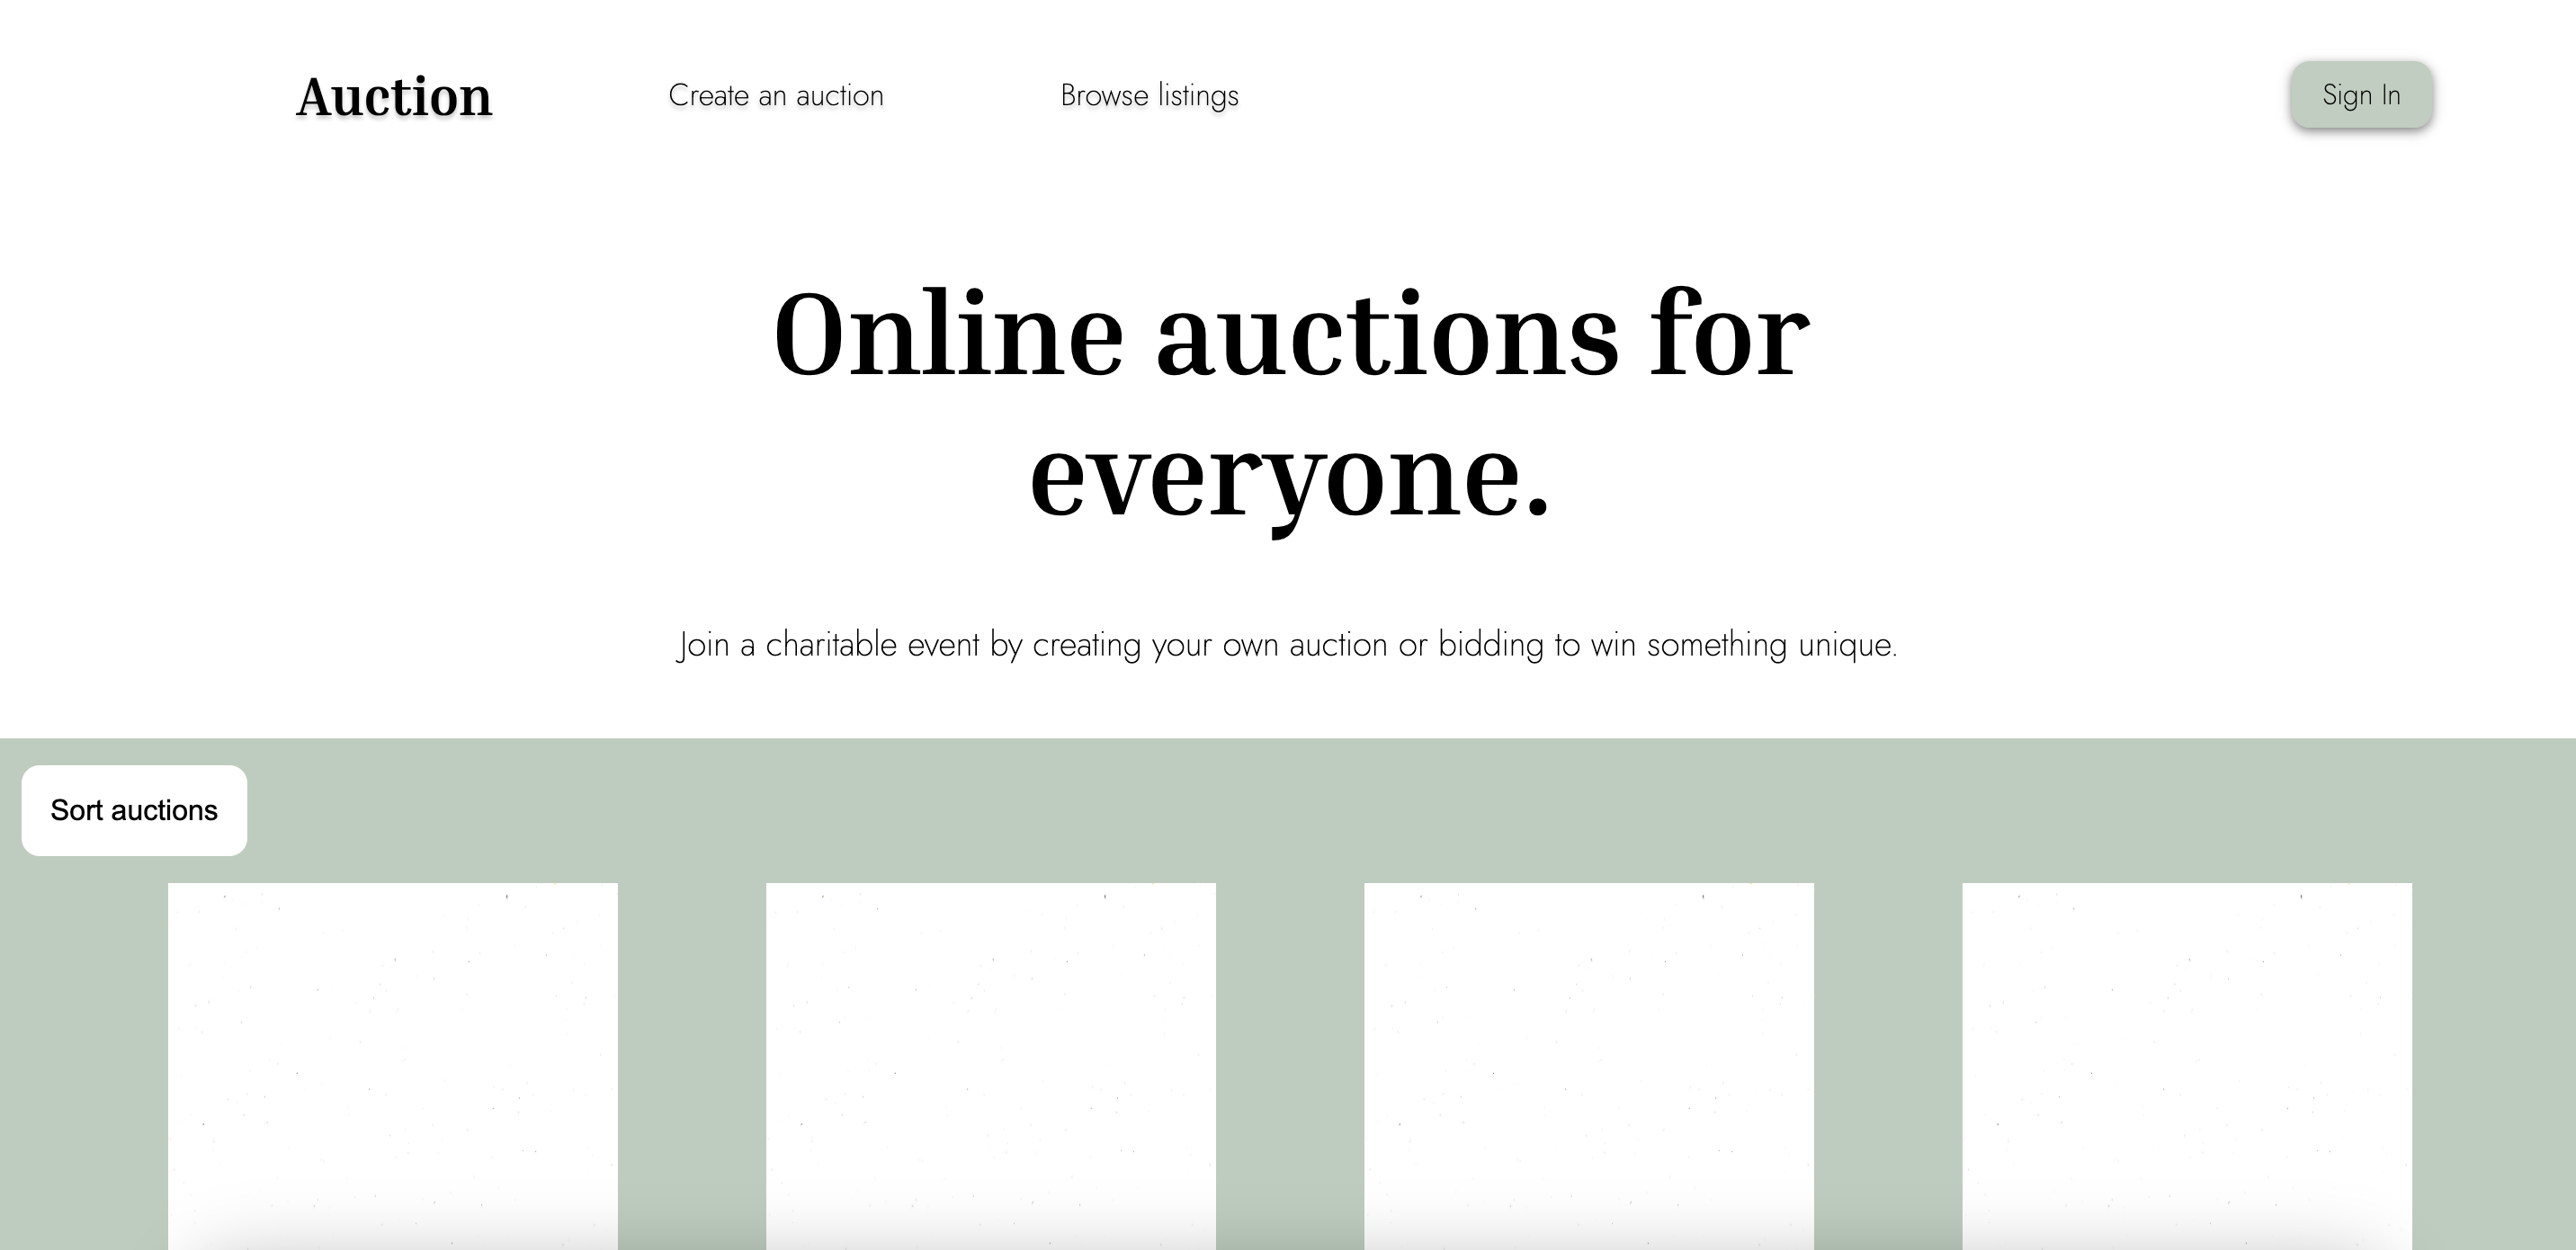 Auction
Create an auction
Browse listings
Sign In
Online auctions for
everyone.
Join a charitable event by creating your own auction or bidding to win something unique.
Sort auctions